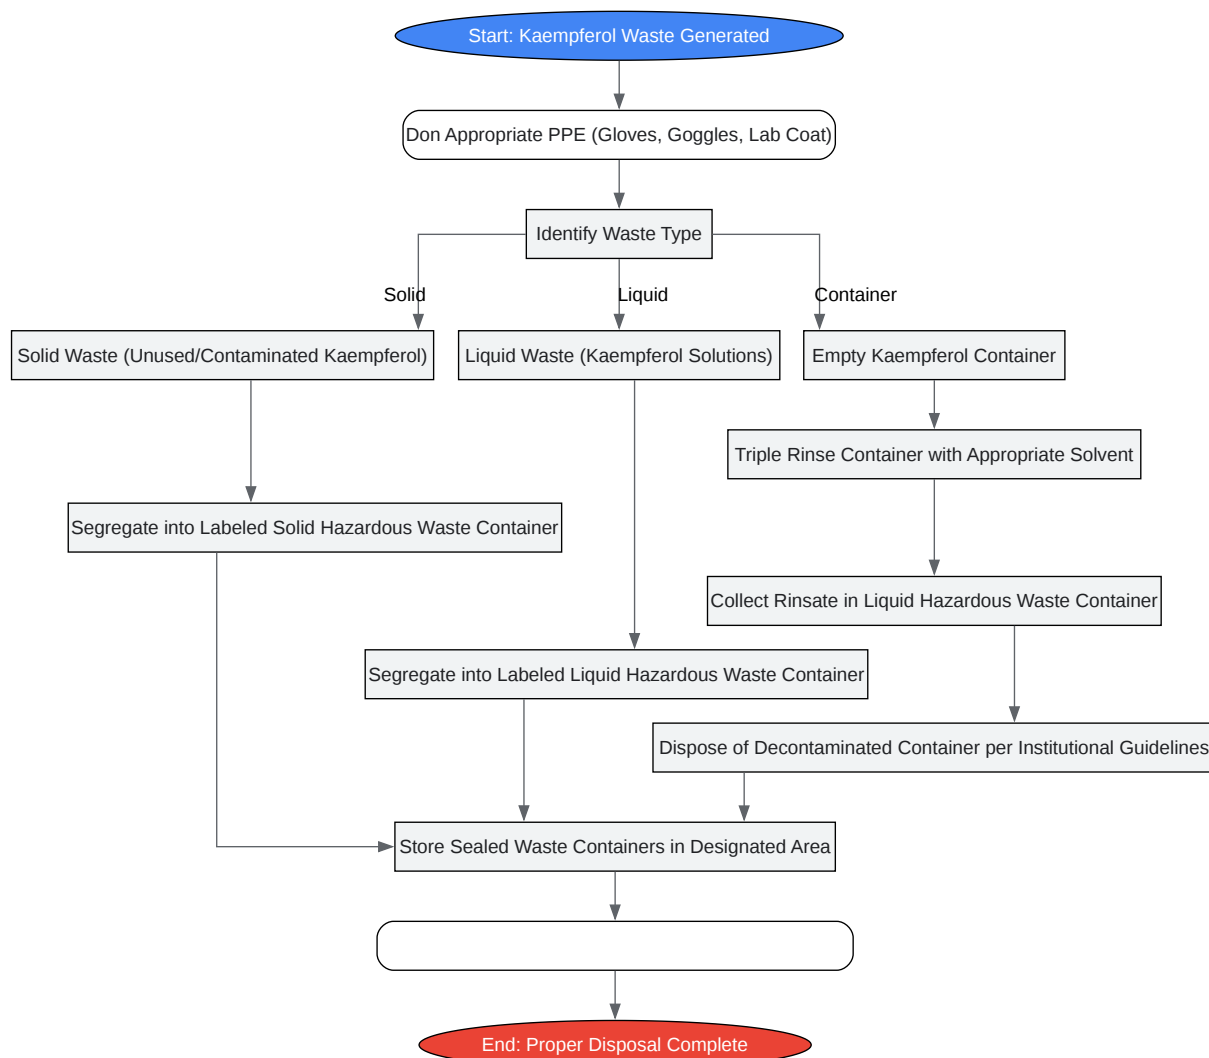 Start: Kaempferol Waste Generated
Don Appropriate PPE (Gloves, Goggles, Lab Coat)
Identify Waste Type
Solid
Liquid
Container
Solid Waste (Unused/Contaminated Kaempferol)
Liquid Waste (Kaempferol Solutions)
Empty Kaempferol Container
Triple Rinse Container with Appropriate Solvent
Segregate into Labeled Solid Hazardous Waste Container
Collect Rinsate in Liquid Hazardous Waste Container
Segregate into Labeled Liquid Hazardous Waste Container
Dispose of Decontaminated Container per Institutional Guidelines
Store Sealed Waste Containers in Designated Area
End: Proper Disposal Complete